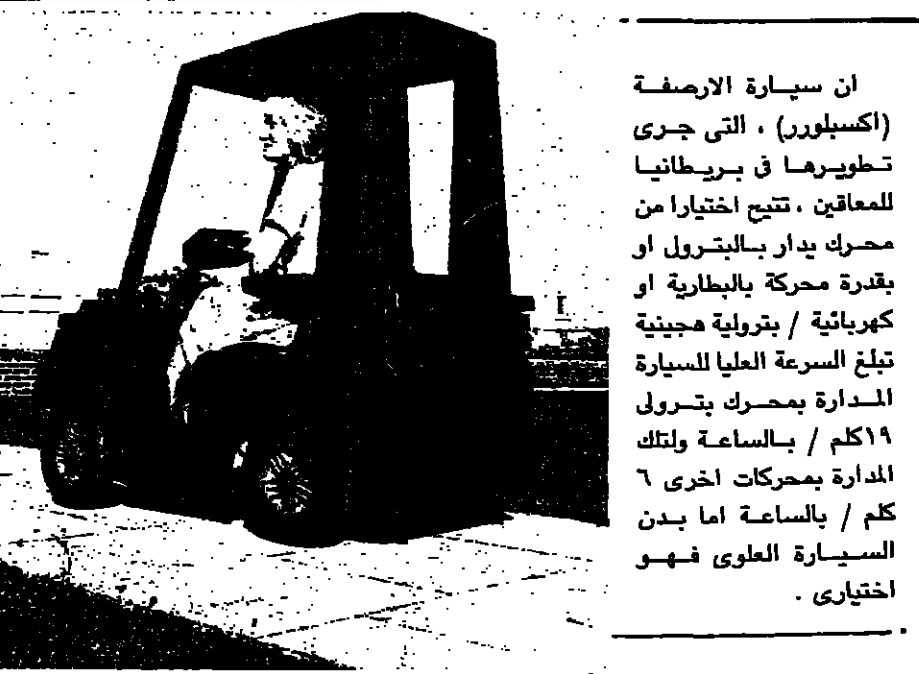 ان سيارة الارصفة
(اكسبلورر) ، التى جرى
تطويرها فى بريطانيا
للمعاقين ، تتيح اختيارا من
محرك يدار بالبترول او
بقدرة محركة بالبطارية او
كهربائية / بترولية هجينية
تبلغ السرعة العليا للسيارة
المدارة بمحرك بترولى
١٩كلم / بالساعة ولتلك
المدارة بمحركات اخرى ٦
كلم / بالساعة اما بدن
السيارة العلوى فهو
اختيارى .